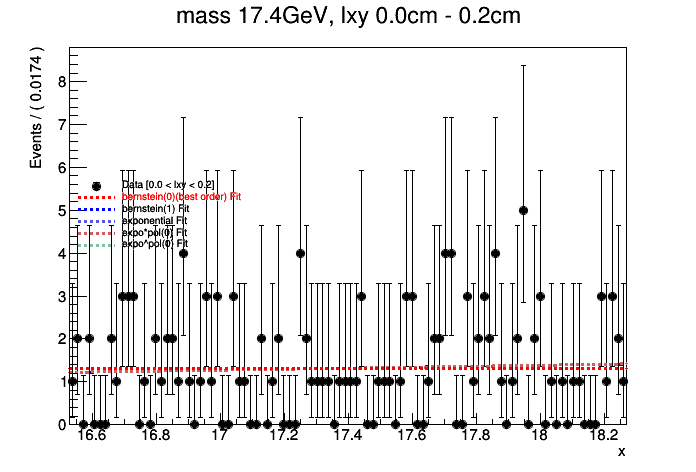 mass 17.4GeV, lxy 0.0cm - 0.2cm
Events / ( 0.0174 )
8
7
6
5
4
3
2
1
0
Data [0.0 < lxy < 0.2]
bernstein(0)(best order) Fit
bernstein(1) Fit
exponential Fit
expo*pol(0) Fit
expo^pol(0) Fit
16.6 16.8 17 17.2 17.4 17.6 17.8 18 18.2
x